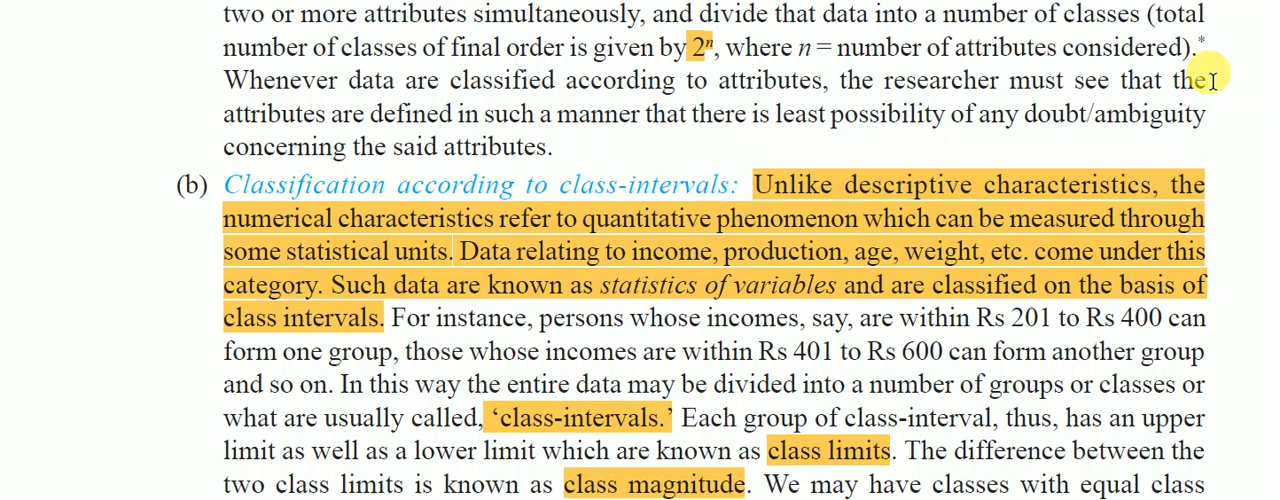 two or more attributes simultaneously, and divide that data into a number of classes (total
number of classes of final order is given by 2ⁿ, where n = number of attributes considered).*
Whenever data are classified according to attributes, the researcher must see that the
attributes are defined in such a manner that there is least possibility of any doubt/ambiguity
concerning the said attributes.
(b) Classification according to class-intervals: Unlike descriptive characteristics, the
numerical characteristics refer to quantitative phenomenon which can be measured through
some statistical units. Data relating to income, production, age, weight, etc. come under this
category. Such data are known as statistics of variables and are classified on the basis of
class intervals. For instance, persons whose incomes, say, are within Rs 201 to Rs 400 can
form one group, those whose incomes are within Rs 401 to Rs 600 can form another group
and so on. In this way the entire data may be divided into a number of groups or classes or
what are usually called, ‘class-intervals.’ Each group of class-interval, thus, has an upper
limit as well as a lower limit which are known as class limits. The difference between the
two class limits is known as class magnitude. We may have classes with equal class